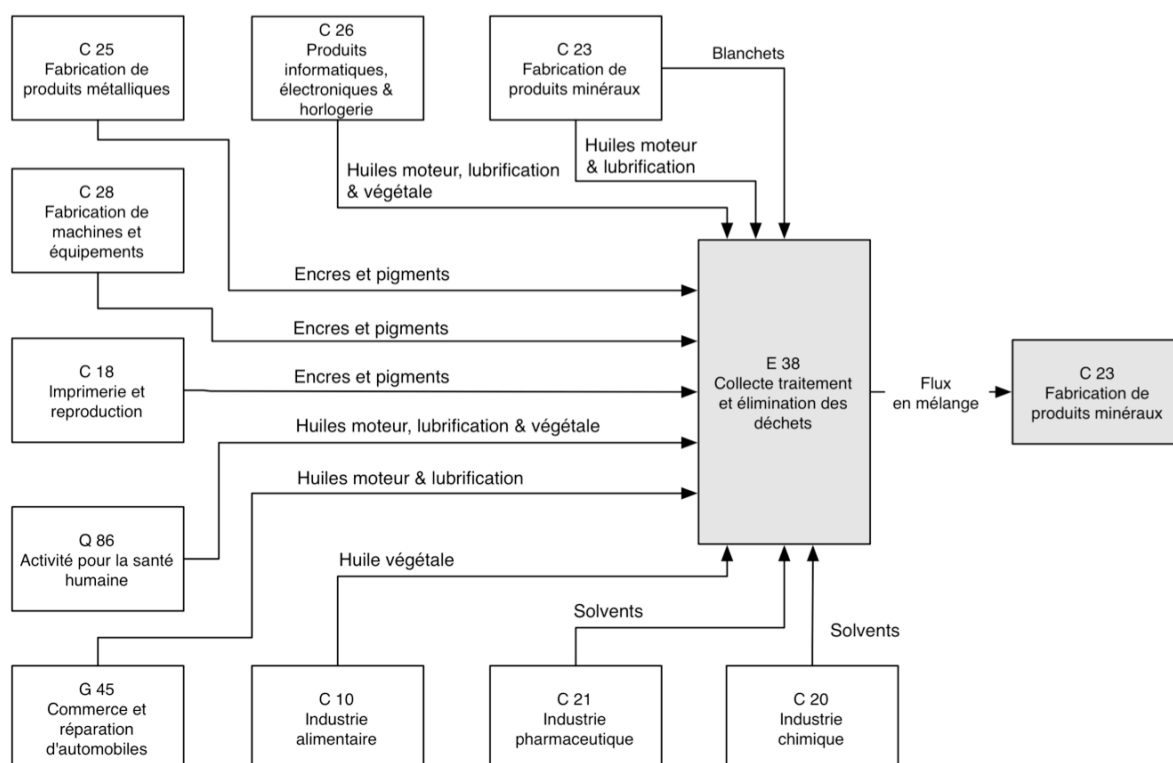 C 25
Fabrication de
produits métalliques
C 26
Produits
informatiques,
électroniques &
horlogerie
C 23
Fabrication de
produits minéraux
Blanchets
Huiles moteur, lubrification
& végétale
Huiles moteur
& lubrification
C 28
Fabrication de
machines et
équipements
Encres et pigments
Encres et pigments
C 18
Imprimerie et
reproduction
Encres et pigments
E 38
Collecte traitement
et élimination des
déchets
Flux
en mélange
C 23
Fabrication de
produits minéraux
Huiles moteur, lubrification & végétale
Huiles moteur & lubrification
Q 86
Activité pour la santé
humaine
Huile végétale
Solvents
Solvents
G 45
Commerce et
réparation
d'automobiles
C 10
Industrie
alimentaire
C 21
Industrie
pharmaceutique
C 20
Industrie
chimique